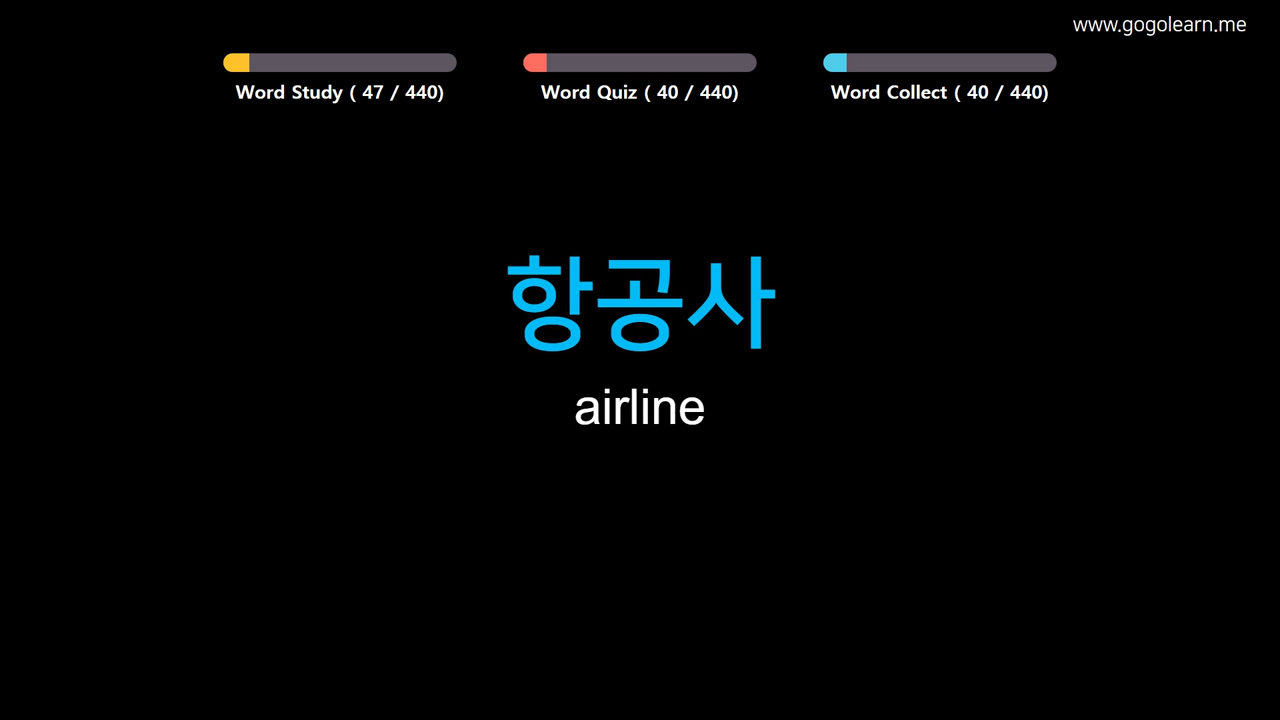 www.gogolearn.me
Word Study ( 47 / 440)
Word Quiz ( 40 / 440)
Word Collect ( 40 / 440)
항공사
airline